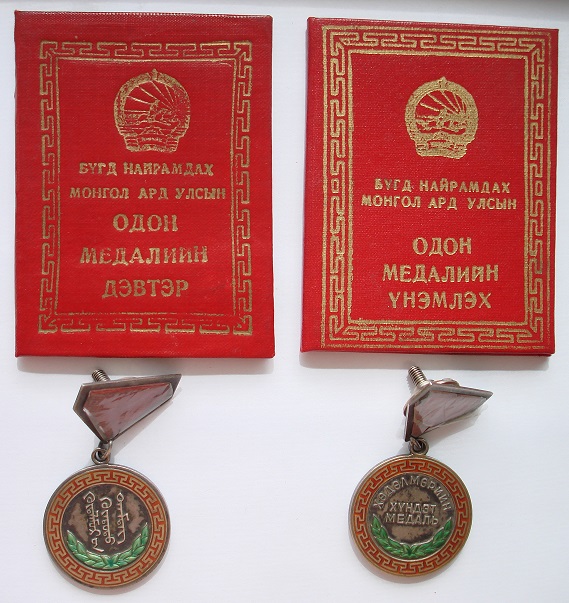 БҮГД НАЙРАМДАХ
МОНГОЛ АРД УЛСЫН
ОДОН
МЕДАЛИЙН
ДЭВТЭР
БҮГД НАЙРАМДАХ
МОНГОЛ АРД УЛСЫН
ОДОН
МЕДАЛИЙН
ҮНЭМЛЭХ
ХӨДӨЛМӨРИЙН
ХҮНДЭТ
МЕДАЛЬ